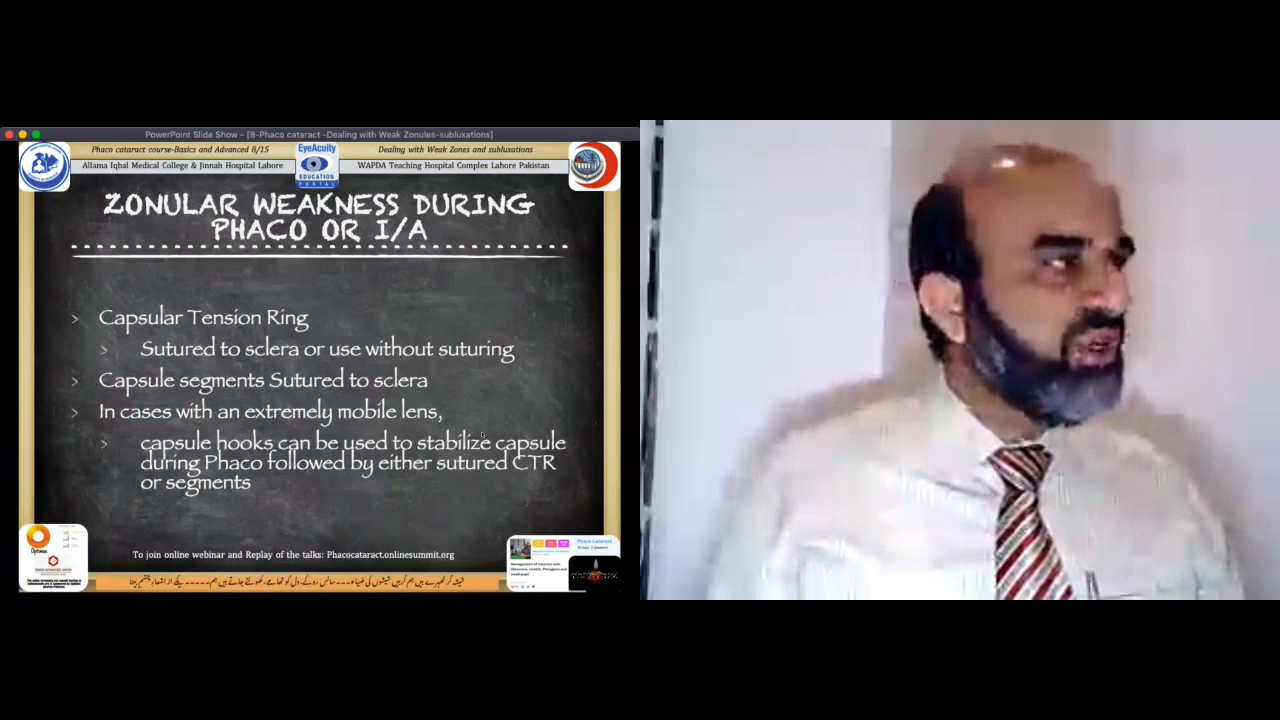 PowerPoint Slide Show – [8-Phaco cataract -Dealing with Weak Zonules-subluxations]
Phaco cataract course-Basics and Advanced 8/15
EyeAcuity
Dealing with Weak Zones and subluxations
Allama Iqbal Medical College & Jinnah Hospital Lahore
EDUCATION
PORTAL
WAPDA Teaching Hospital Complex Lahore Pakistan
ZONULAR WEAKNESS DURING
PHACO OR I/A
> Capsular Tension Ring
> Sutured to sclera or use without suturing
> Capsule segments Sutured to sclera
> In cases with an extremely mobile lens,
> capsule hooks can be used to stabilize capsule
during Phaco followed by either sutured CTR
or segments
Optimus
Phaco Cataract
To join online webinar and Replay of the talks: Phacocataract.onlinesummit.org